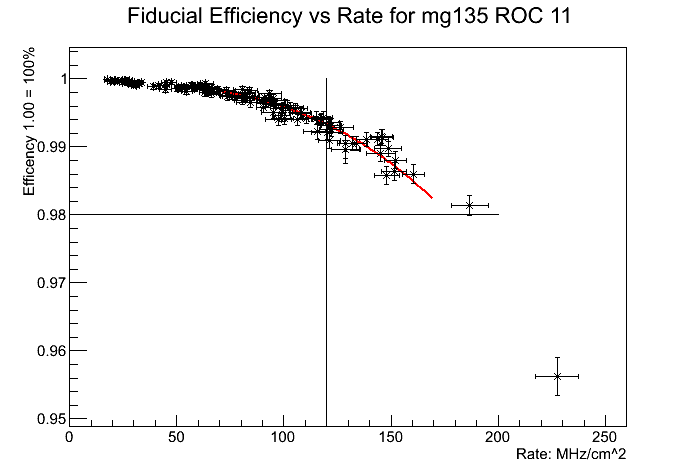 Fiducial Efficiency vs Rate for mg135 ROC 11
Efficency 1.00 = 100%
1
0.99
0.98
0.97
0.96
0.95
0 50 100 150 200 250
Rate: MHz/cm^2